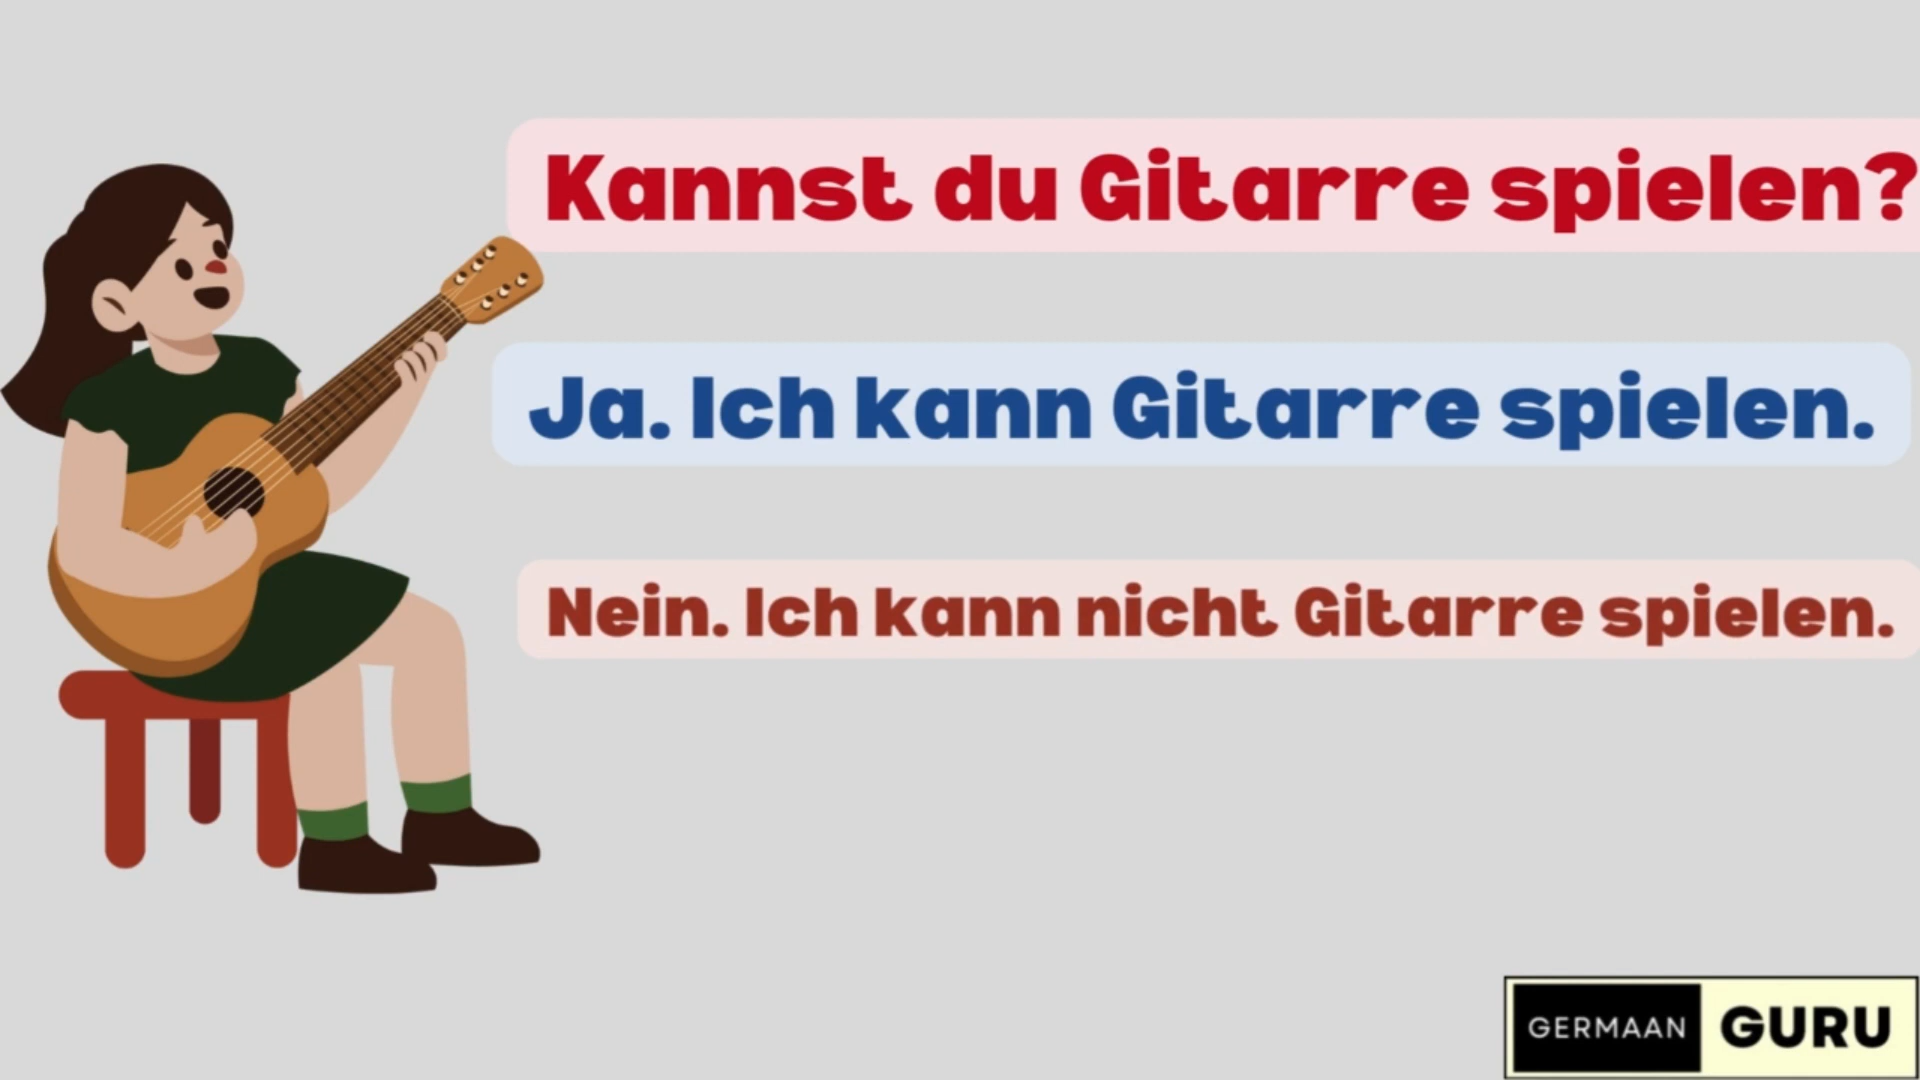 Kannst du Gitarre spielen?
Ja. Ich kann Gitarre spielen.
Nein. Ich kann nicht Gitarre spielen.
GERMAAN GURU